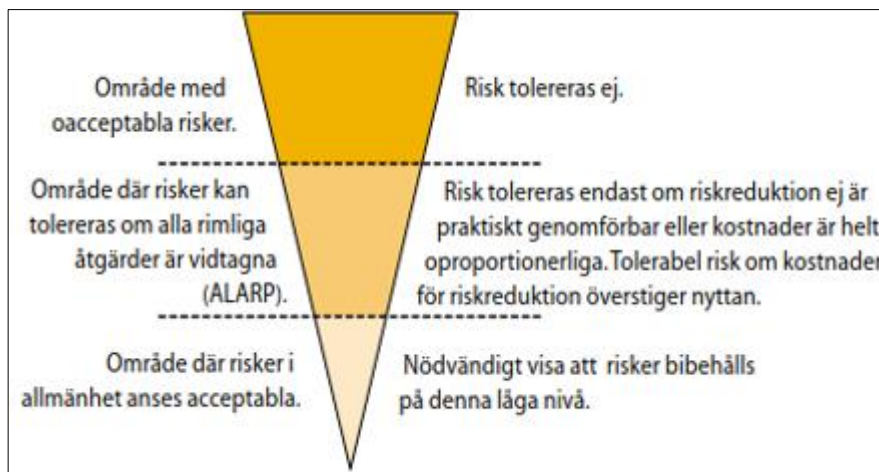 Område med
oacceptabla risker.
Risk tolereras ej.
Område där risker kan
tolereras om alla rimliga
åtgärder är vidtagna
(ALARP).
Risk tolereras endast om riskreduktion ej är
praktiskt genomförbar eller kostnader är helt
oproportionerliga. Tolerabel risk om kostnader
för riskreduktion överstiger nyttan.
Område där risker i
allmänhet anses acceptabla.
Nödvändigt visa att risker bibehålls
på denna låga nivå.